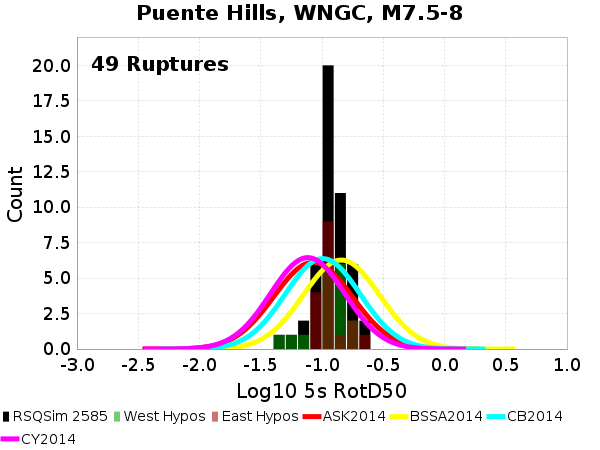 Puente Hills, WNGC, M7.5-8
49 Ruptures
Count
20.0
17.5
15.0
12.5
10.0
7.5
5.0
2.5
0.0
-3.0 -2.5 -2.0 -1.5 -1.0 -0.5 0.0 0.5 1.0
Log10 5s RotD50
RSQSim 2585 West Hypos East Hypos ASK2014 BSSA2014 CB2014
CY2014